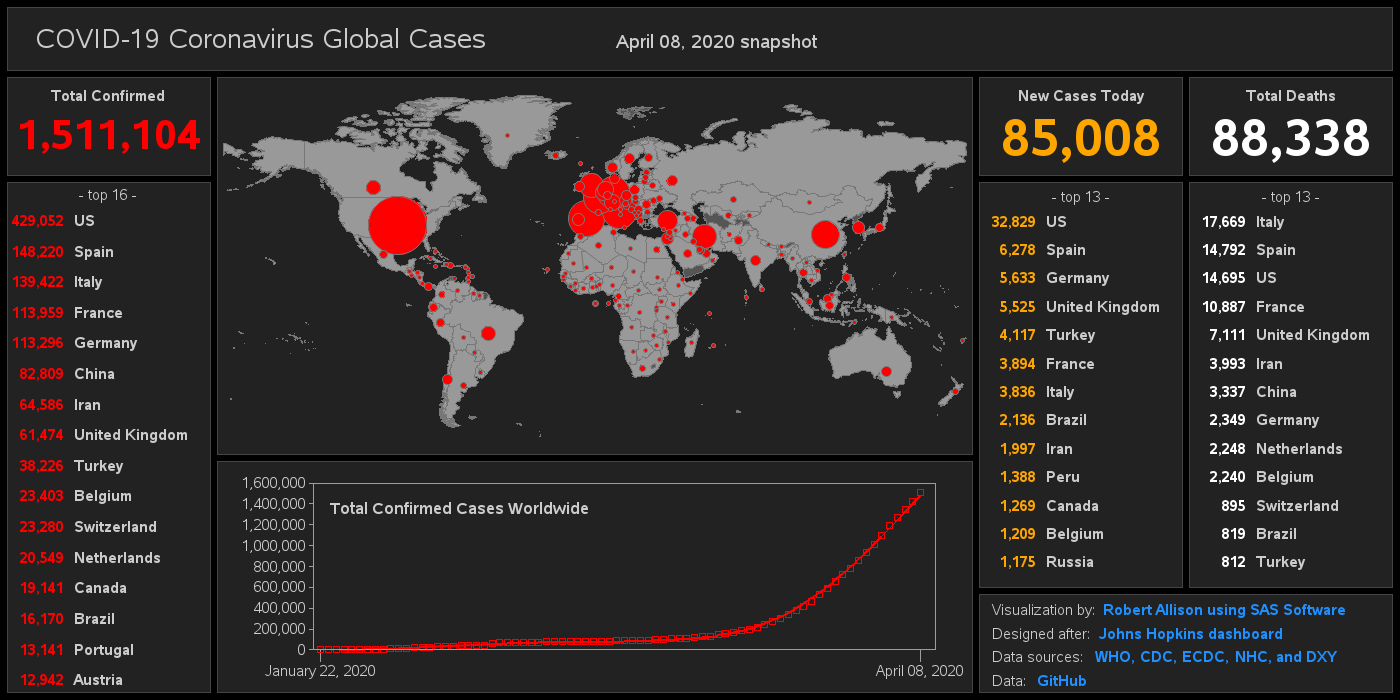 COVID-19 Coronavirus Global Cases
April 08, 2020 snapshot
Total Confirmed
1,511,104
- top 16 -
429,052 US
148,220 Spain
139,422 Italy
113,959 France
113,296 Germany
82,809 China
64,586 Iran
61,474 United Kingdom
38,226 Turkey
23,403 Belgium
23,280 Switzerland
20,549 Netherlands
19,141 Canada
16,170 Brazil
13,141 Portugal
12,942 Austria
Total Confirmed Cases Worldwide
1,600,000
1,400,000
1,200,000
1,000,000
800,000
600,000
400,000
200,000
0
January 22, 2020
April 08, 2020
New Cases Today
85,008
- top 13 -
32,829 US
6,278 Spain
5,633 Germany
5,525 United Kingdom
4,117 Turkey
3,894 France
3,836 Italy
2,136 Brazil
1,997 Iran
1,388 Peru
1,269 Canada
1,209 Belgium
1,175 Russia
Total Deaths
88,338
- top 13 -
17,669 Italy
14,792 Spain
14,695 US
10,887 France
7,111 United Kingdom
3,993 Iran
3,337 China
2,349 Germany
2,248 Netherlands
2,240 Belgium
895 Switzerland
819 Brazil
812 Turkey
Visualization by: Robert Allison using SAS Software
Designed after: Johns Hopkins dashboard
Data sources: WHO, CDC, ECDC, NHC, and DXY
Data: GitHub